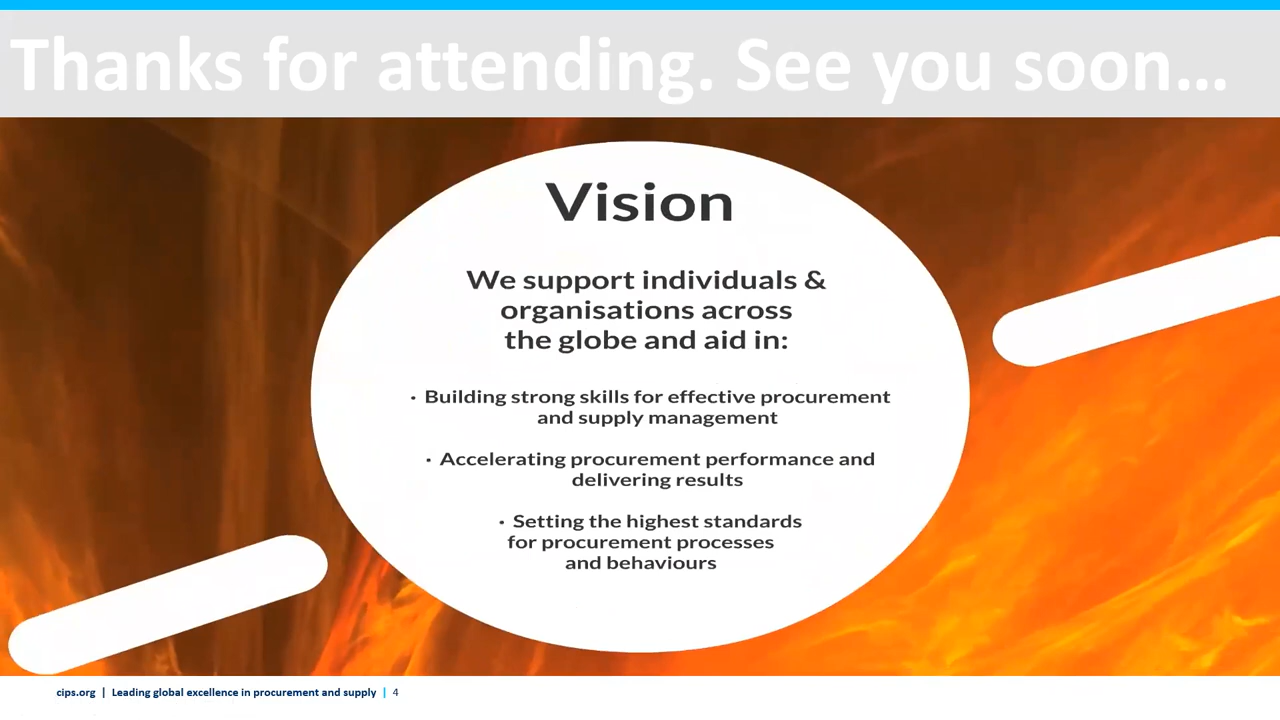 Thanks for attending. See you soon...
Vision
We support individuals &
organisations across
the globe and aid in:
· Building strong skills for effective procurement
and supply management
· Accelerating procurement performance and
delivering results
· Setting the highest standards
for procurement processes
and behaviours
cips.org | Leading global excellence in procurement and supply | 4